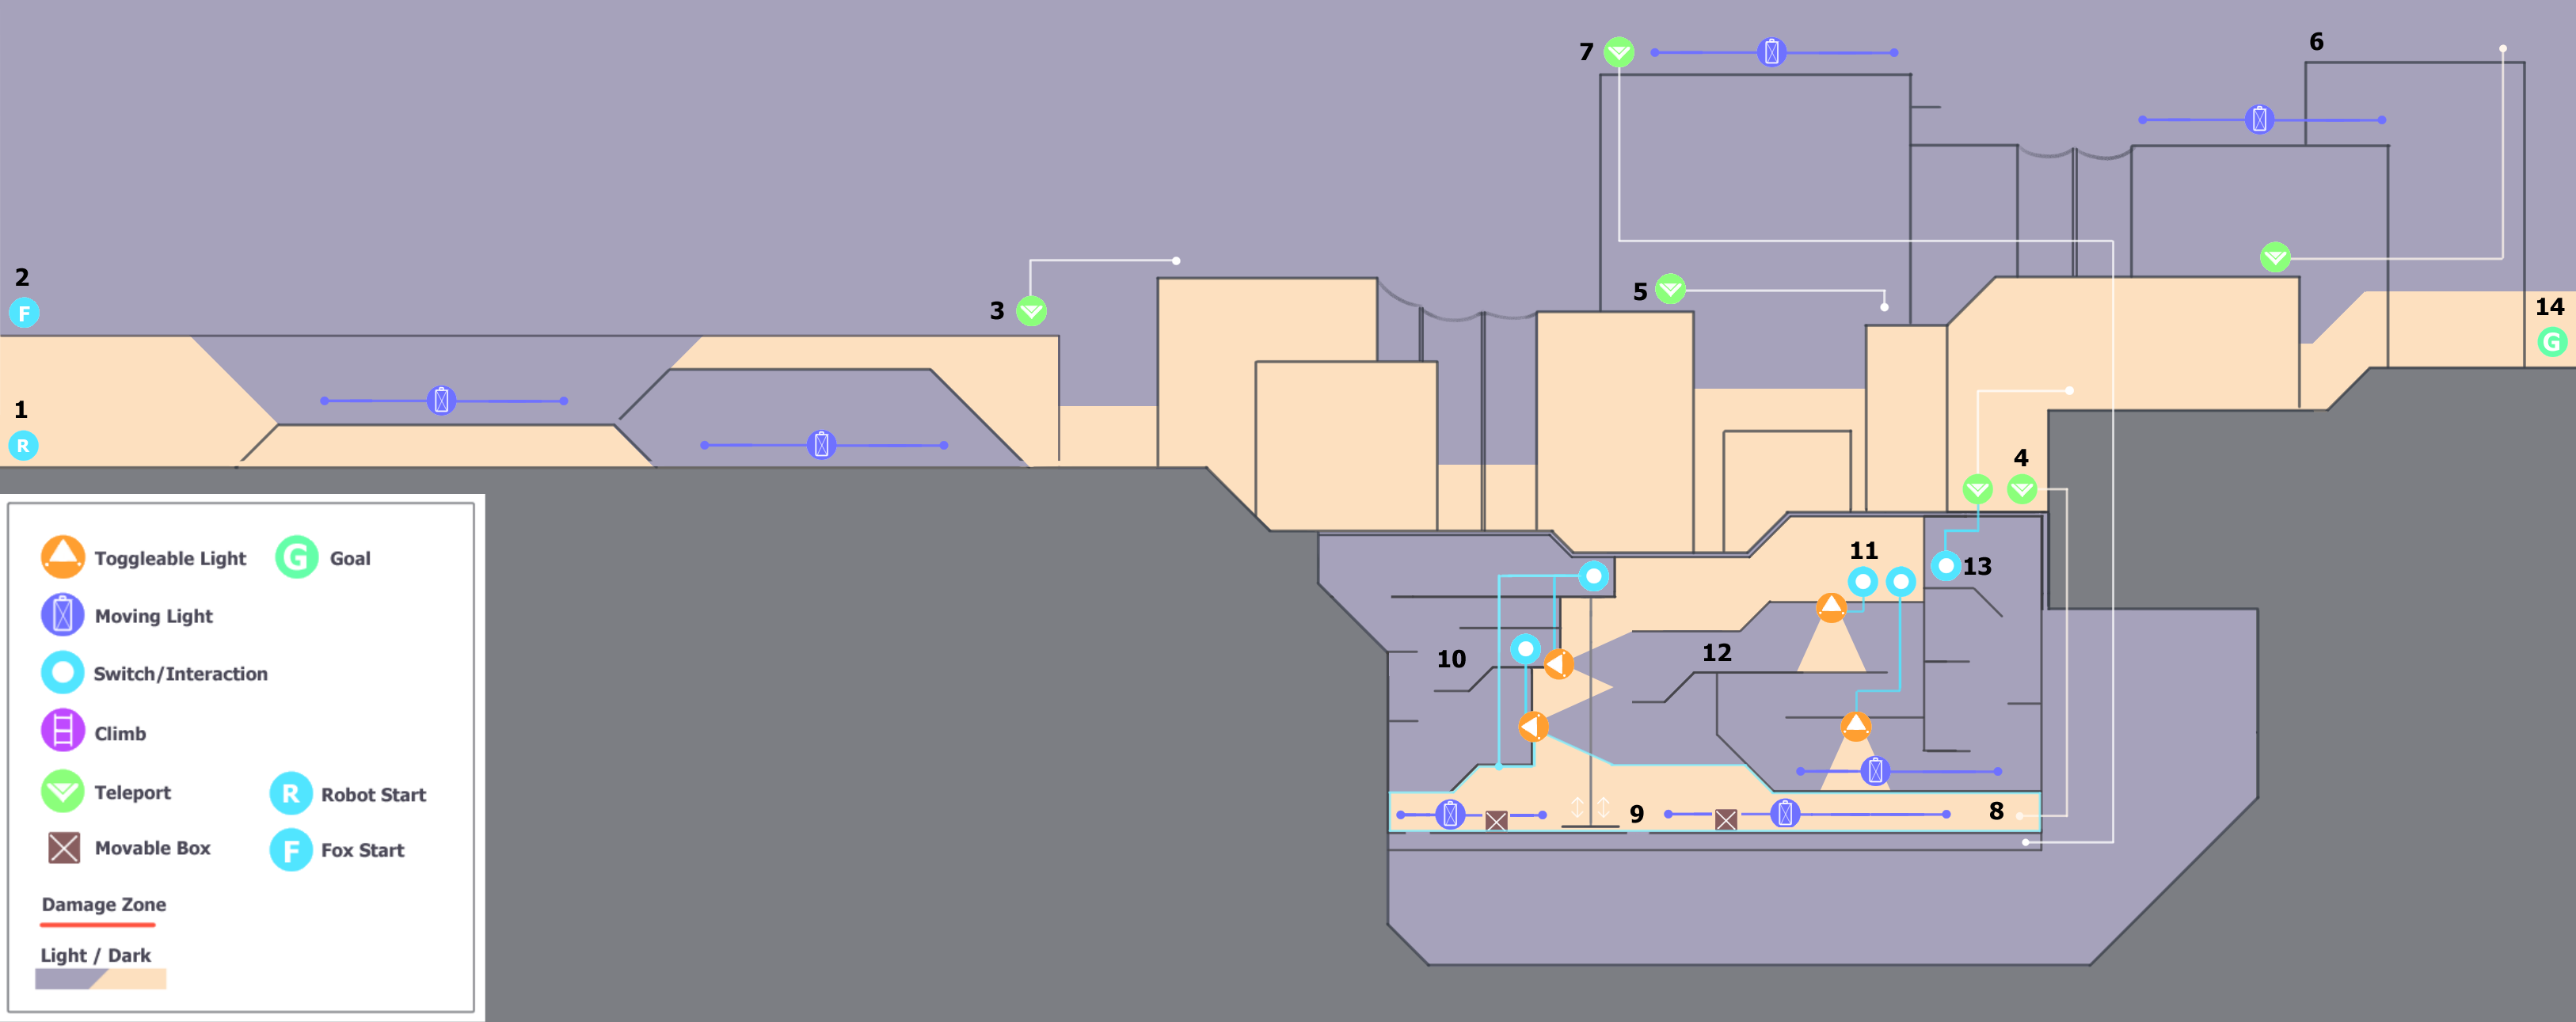 6
7
2
F
3
5
14
G
1
R
4
11
13
10
12
9
8
Toggleable Light
G Goal
Moving Light
Switch/Interaction
Climb
Teleport
R Robot Start
Movable Box
F Fox Start
Damage Zone
Light / Dark